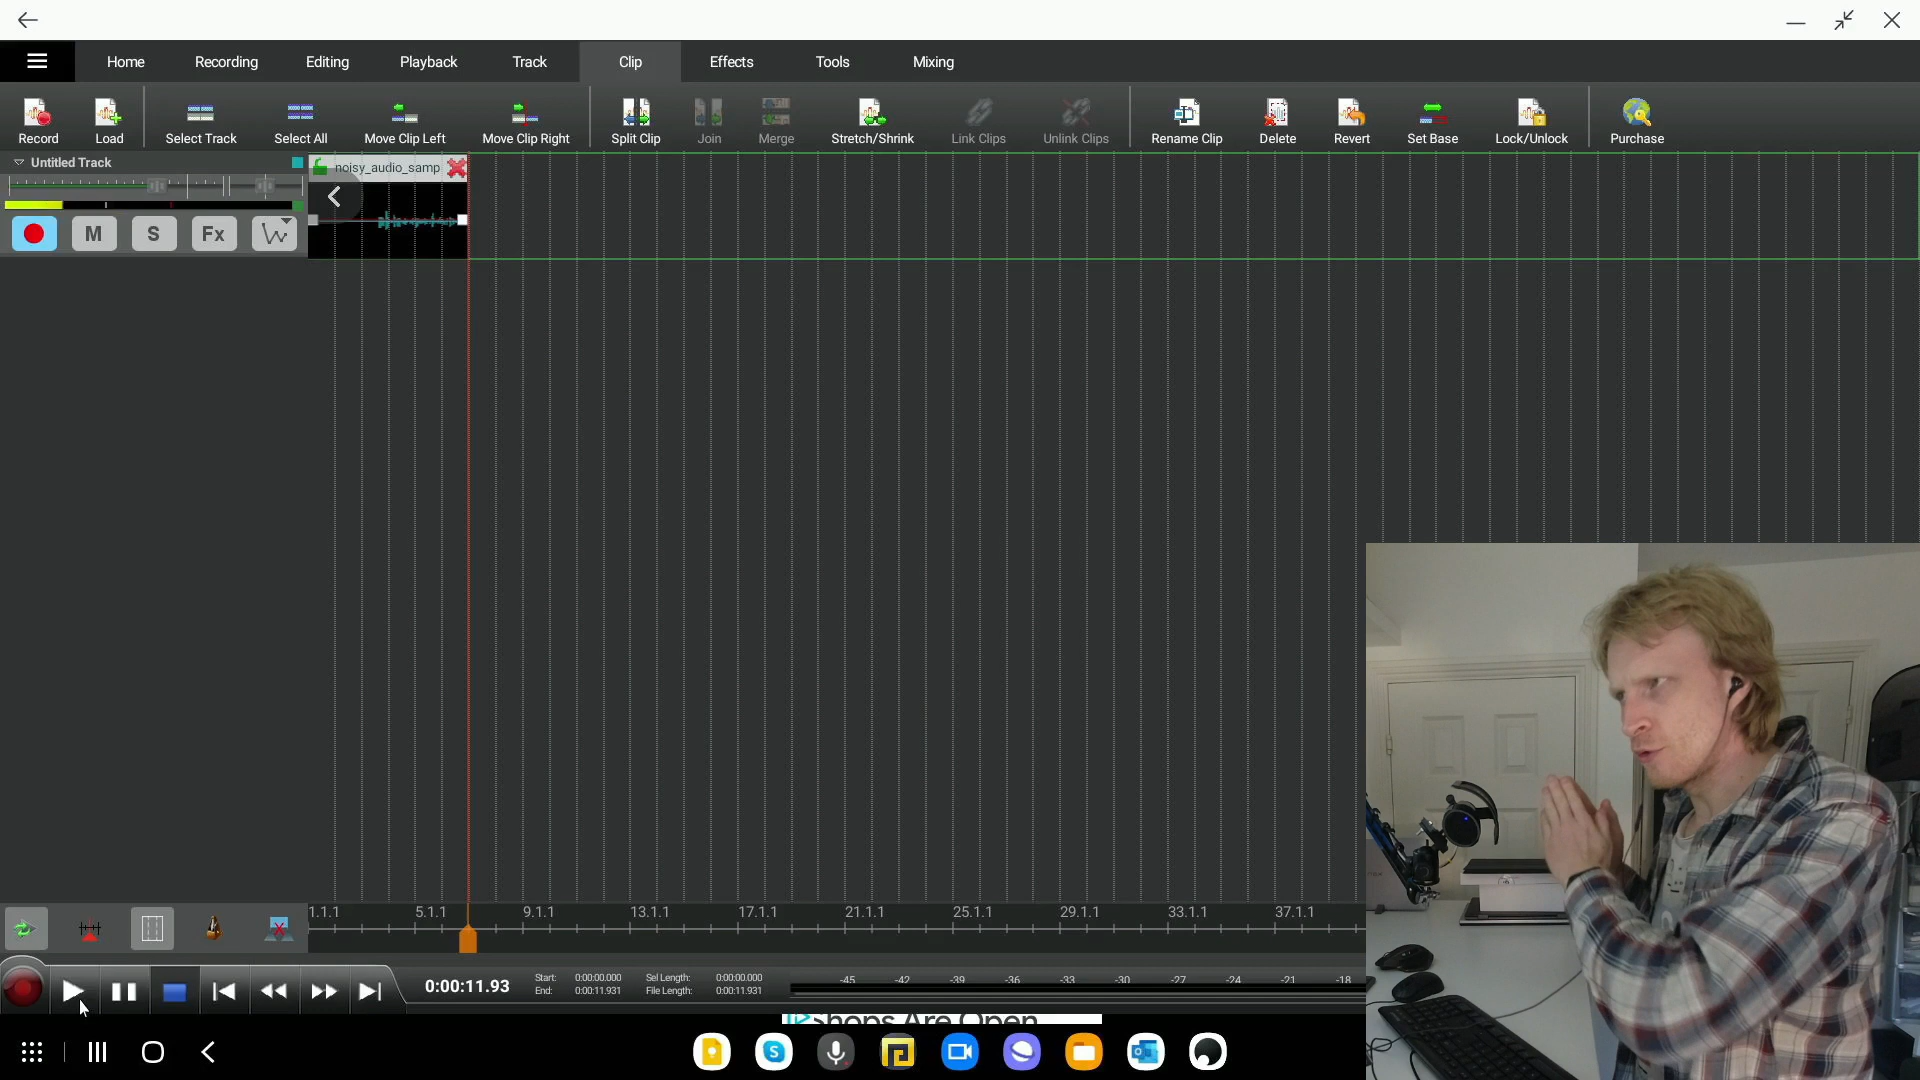 Home Recording Editing Playback Track Clip Effects Tools Mixing
Record Load Select Track Select All Move Clip Left Move Clip Right Split Clip Join Merge Stretch/Shrink Link Clips Unlink Clips Rename Clip Delete Revert Set Base Lock/Unlock Purchase
Untitled Track
noisy_audio_samp
M S Fx
1.1.1 5.1.1 9.1.1 13.1.1 17.1.1 21.1.1 25.1.1 29.1.1 33.1.1 37.1.1
0:00:11.93
Start: 0:00:00.000 Sel Length: 0:00:00.000
End: 0:00:11.931 File Length: 0:00:11.931
-45 -42 -39 -36 -33 -30 -27 -24 -21 -18
Shops Are Open